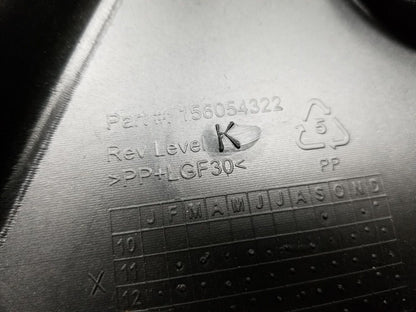 Part #: 156054322
Rev Level K
>PP+LGF30<
5
PP
J F M A M J J A S O N D
10
11
X
12